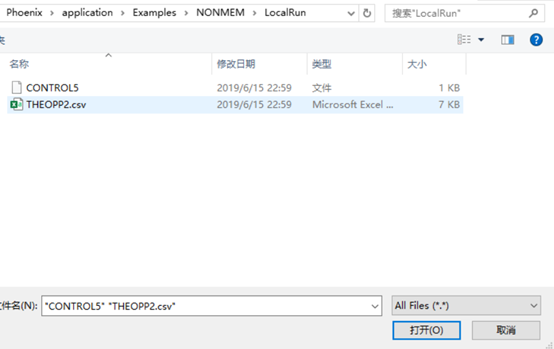 Phoenix > application > Examples > NONMEM > LocalRun
搜索"LocalRun"
夹
名称 修改日期 类型 大小
CONTROL5 2019/6/15 22:59 文件 1 KB
THEOPP2.csv 2019/6/15 22:59 Microsoft Excel ... 7 KB
文件名(N): "CONTROL5" "THEOPP2.csv" All Files (*.*)
打开(O) 取消